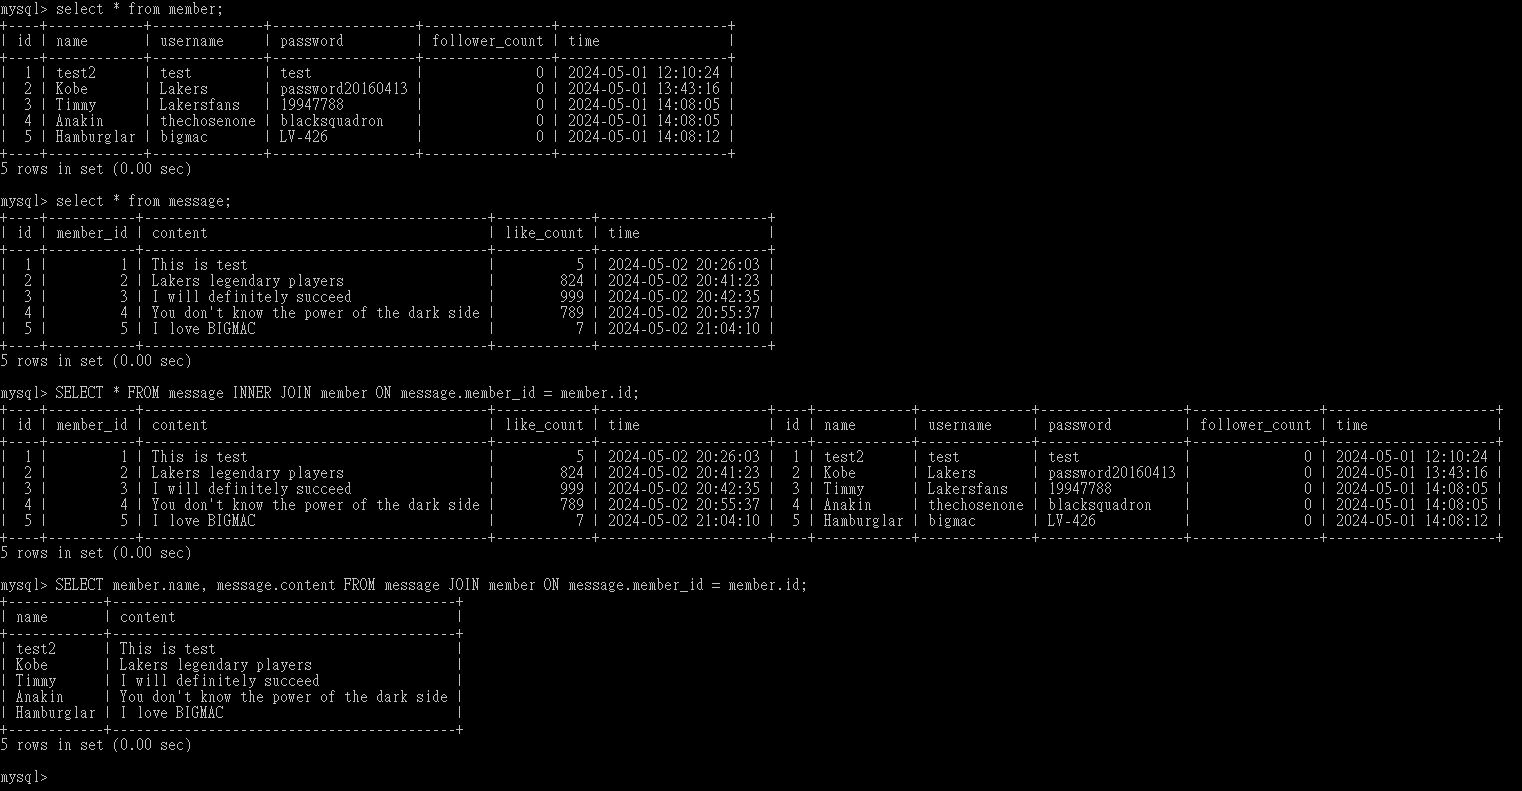 mysql> select * from member;
+----+-----------+-------------+------------------+----------------+---------------------+
| id | name      | username    | password         | follower_count | time                |
+----+-----------+-------------+------------------+----------------+---------------------+
|  1 | test2     | test        | test             |              0 | 2024-05-01 12:10:24 |
|  2 | Kobe      | Lakers      | password20160413 |              0 | 2024-05-01 13:43:16 |
|  3 | Timmy     | Lakersfans  | 19947788         |              0 | 2024-05-01 14:08:05 |
|  4 | Anakin    | thechosenone | blacksquadron    |              0 | 2024-05-01 14:08:05 |
|  5 | Hamburglar | bigmac      | LV-426           |              0 | 2024-05-01 14:08:12 |
+----+-----------+-------------+------------------+----------------+---------------------+
5 rows in set (0.00 sec)
mysql> select * from message;
+----+-----------+-------------------------------------------+------------+---------------------+
| id | member_id | content                                   | like_count | time                |
+----+-----------+-------------------------------------------+------------+---------------------+
|  1 |         1 | This is test                              |          5 | 2024-05-02 20:26:03 |
|  2 |         2 | Lakers legendary players                  |        824 | 2024-05-02 20:41:23 |
|  3 |         3 | I will definitely succeed                 |        999 | 2024-05-02 20:42:35 |
|  4 |         4 | You don't know the power of the dark side |        789 | 2024-05-02 20:55:37 |
|  5 |         5 | I love BIGMAC                             |          7 | 2024-05-02 21:04:10 |
+----+-----------+-------------------------------------------+------------+---------------------+
5 rows in set (0.00 sec)
mysql> SELECT * FROM message INNER JOIN member ON message.member_id = member.id;
+----+-----------+-------------------------------------------+------------+---------------------+----+------------+--------------+------------------+----------------+---------------------+
| id | member_id | content                                   | like_count | time                | id | name       | username     | password         | follower_count | time                |
+----+-----------+-------------------------------------------+------------+---------------------+----+------------+--------------+------------------+----------------+---------------------+
|  1 |         1 | This is test                              |          5 | 2024-05-02 20:26:03 |  1 | test2      | test         | test             |              0 | 2024-05-01 12:10:24 |
|  2 |         2 | Lakers legendary players                  |        824 | 2024-05-02 20:41:23 |  2 | Kobe       | Lakers       | password20160413 |              0 | 2024-05-01 13:43:16 |
|  3 |         3 | I will definitely succeed                 |        999 | 2024-05-02 20:42:35 |  3 | Timmy      | Lakersfans   | 19947788         |              0 | 2024-05-01 14:08:05 |
|  4 |         4 | You don't know the power of the dark side |        789 | 2024-05-02 20:55:37 |  4 | Anakin     | thechosenone | blacksquadron    |              0 | 2024-05-01 14:08:05 |
|  5 |         5 | I love BIGMAC                             |          7 | 2024-05-02 21:04:10 |  5 | Hamburglar | bigmac       | LV-426           |              0 | 2024-05-01 14:08:12 |
+----+-----------+-------------------------------------------+------------+---------------------+----+------------+--------------+------------------+----------------+---------------------+
5 rows in set (0.00 sec)
mysql> SELECT member.name, message.content FROM message JOIN member ON message.member_id = member.id;
+------------+-------------------------------------------+
| name       | content                                   |
+------------+-------------------------------------------+
| test2      | This is test                              |
| Kobe       | Lakers legendary players                  |
| Timmy      | I will definitely succeed                 |
| Anakin     | You don't know the power of the dark side |
| Hamburglar | I love BIGMAC                             |
+------------+-------------------------------------------+
5 rows in set (0.00 sec)
mysql>